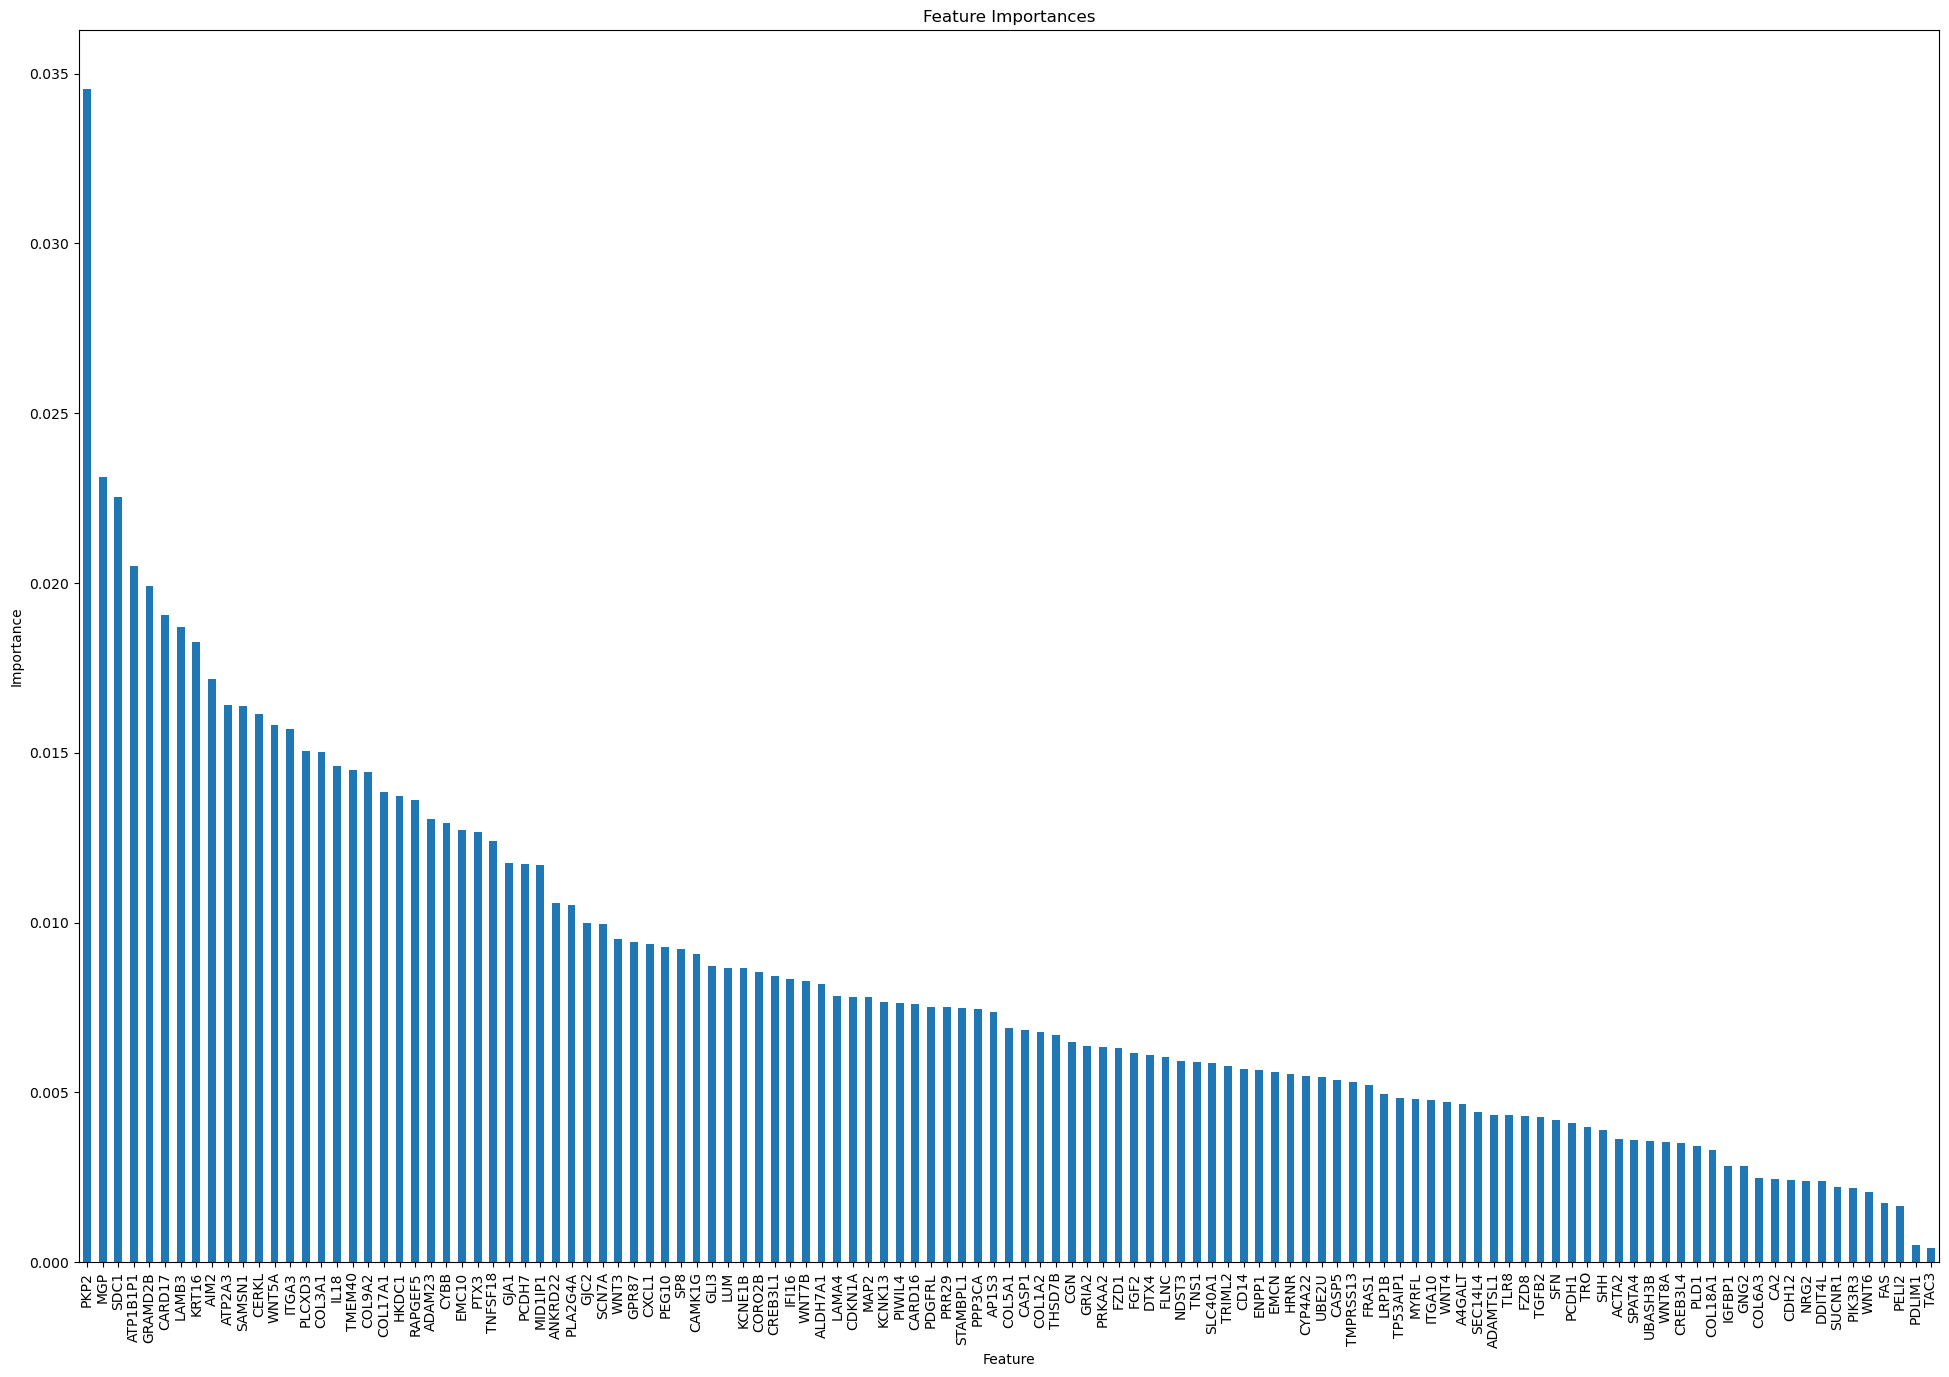 Feature Importances
0.035
0.030
0.025
0.020
0.015
0.010
0.005
0.000
Importance
PKP2
MGP
SDC1
ATP1B1P1
GRAMD2B
CARD17
LAMB3
KRT16
AIM2
ATP2A3
SAMSN1
CERKL
WNT5A
ITGA3
PLCXD3
COL3A1
IL18
TMEM40
COL9A2
COL17A1
HKDC1
RAPGEF5
ADAM23
CYBB
EMC10
PTX3
TNFSF18
GJA1
PCDH7
MID1IP1
ANKRD22
PLA2G4A
GJC2
SCN7A
WNT3
GPR87
CXCL1
PEG10
SP8
CAMK1G
GLI3
LUM
KCNE1B
CORO2B
CREB3L1
IFI16
WNT7B
ALDH7A1
LAMA4
CDKN1A
MAP2
KCNK13
PIWIL4
CARD16
PDGFRL
PRR29
STAMBPL1
PPP3CA
AP1S3
COL5A1
CASP1
COL1A2
THSD7B
CGN
GRIA2
PRKAA2
FZD1
FGF2
DTX4
FLNC
NDST3
TNS1
SLC40A1
TRIML2
CD14
ENPP1
EMCN
HRNR
CYP4A22
UBE2U
CASP5
TMPRSS13
FRAS1
LRP1B
TP53AIP1
MYRFL
ITGA10
WNT4
A4GALT
SEC14L4
ADAMTSL1
TLR8
FZD8
TGFB2
SFN
PCDH1
TRO
SHH
ACTA2
SPATA4
UBASH3B
WNT8A
CREB3L4
PLD1
COL18A1
IGFBP1
GNG2
COL6A3
CA2
CDH12
NRG2
DDIT4L
SUCNR1
PIK3R3
WNT6
FAS
PELI2
PDLIM1
TAC3
Feature